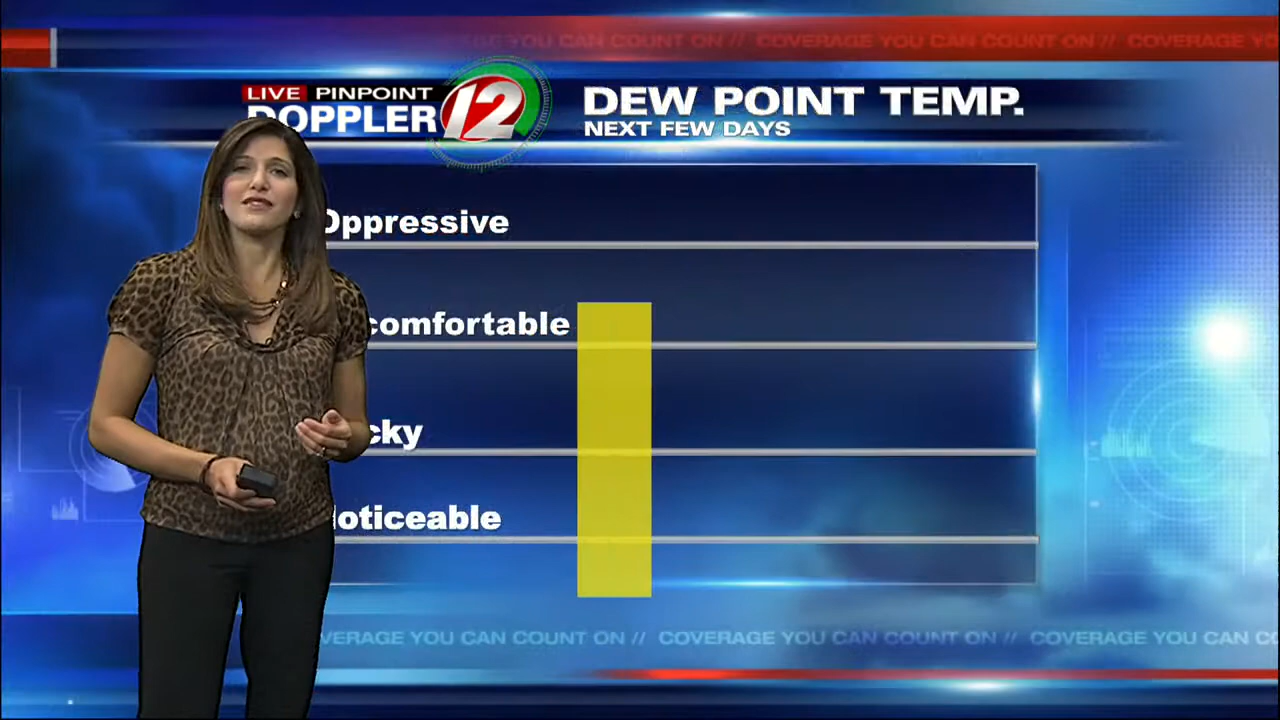 COVERAGE YOU CAN COUNT ON // COVERAGE YOU CAN COUNT ON // COVERAGE YOU C
LIVE PINPOINT
DOPPLER 12
DEW POINT TEMP.
NEXT FEW DAYS
Oppressive
comfortable
cky
oticeable
VERAGE YOU CAN COUNT ON // COVERAGE YOU CAN COUNT ON // COVERAGE YOU CAN CO